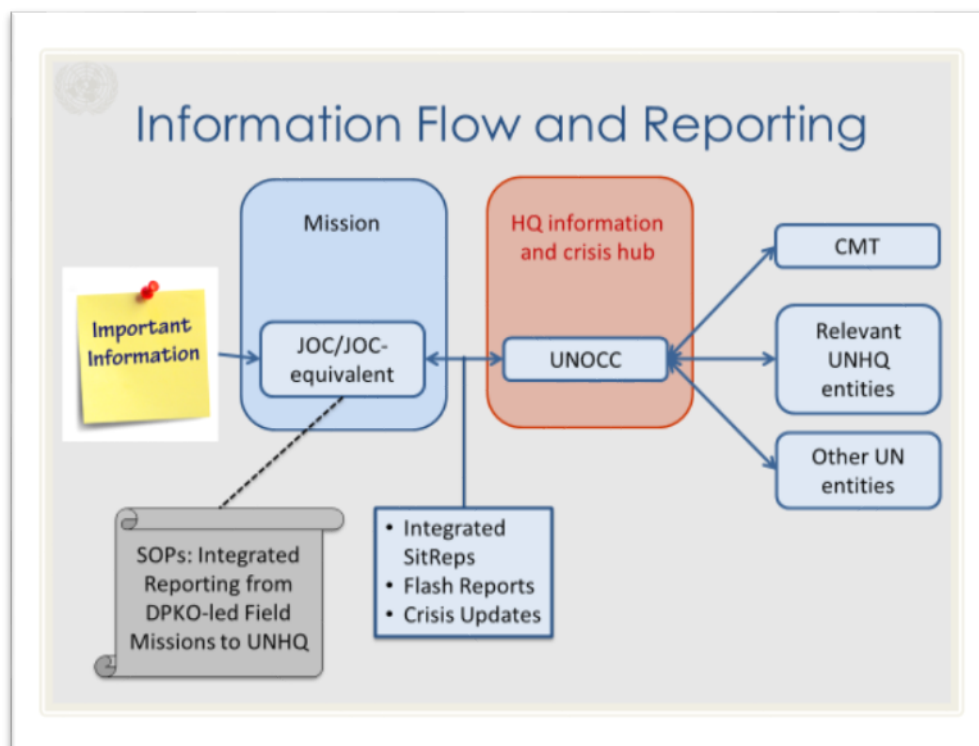 Information Flow and Reporting
Mission
HQ information
and crisis hub
Important
Information
JOC/JOC-
equivalent
UNOCC
CMT
Relevant
UNHQ
entities
Other UN
entities
SOPs: Integrated
Reporting from
DPKO-led Field
Missions to UNHQ
• Integrated
SitReps
• Flash Reports
• Crisis Updates